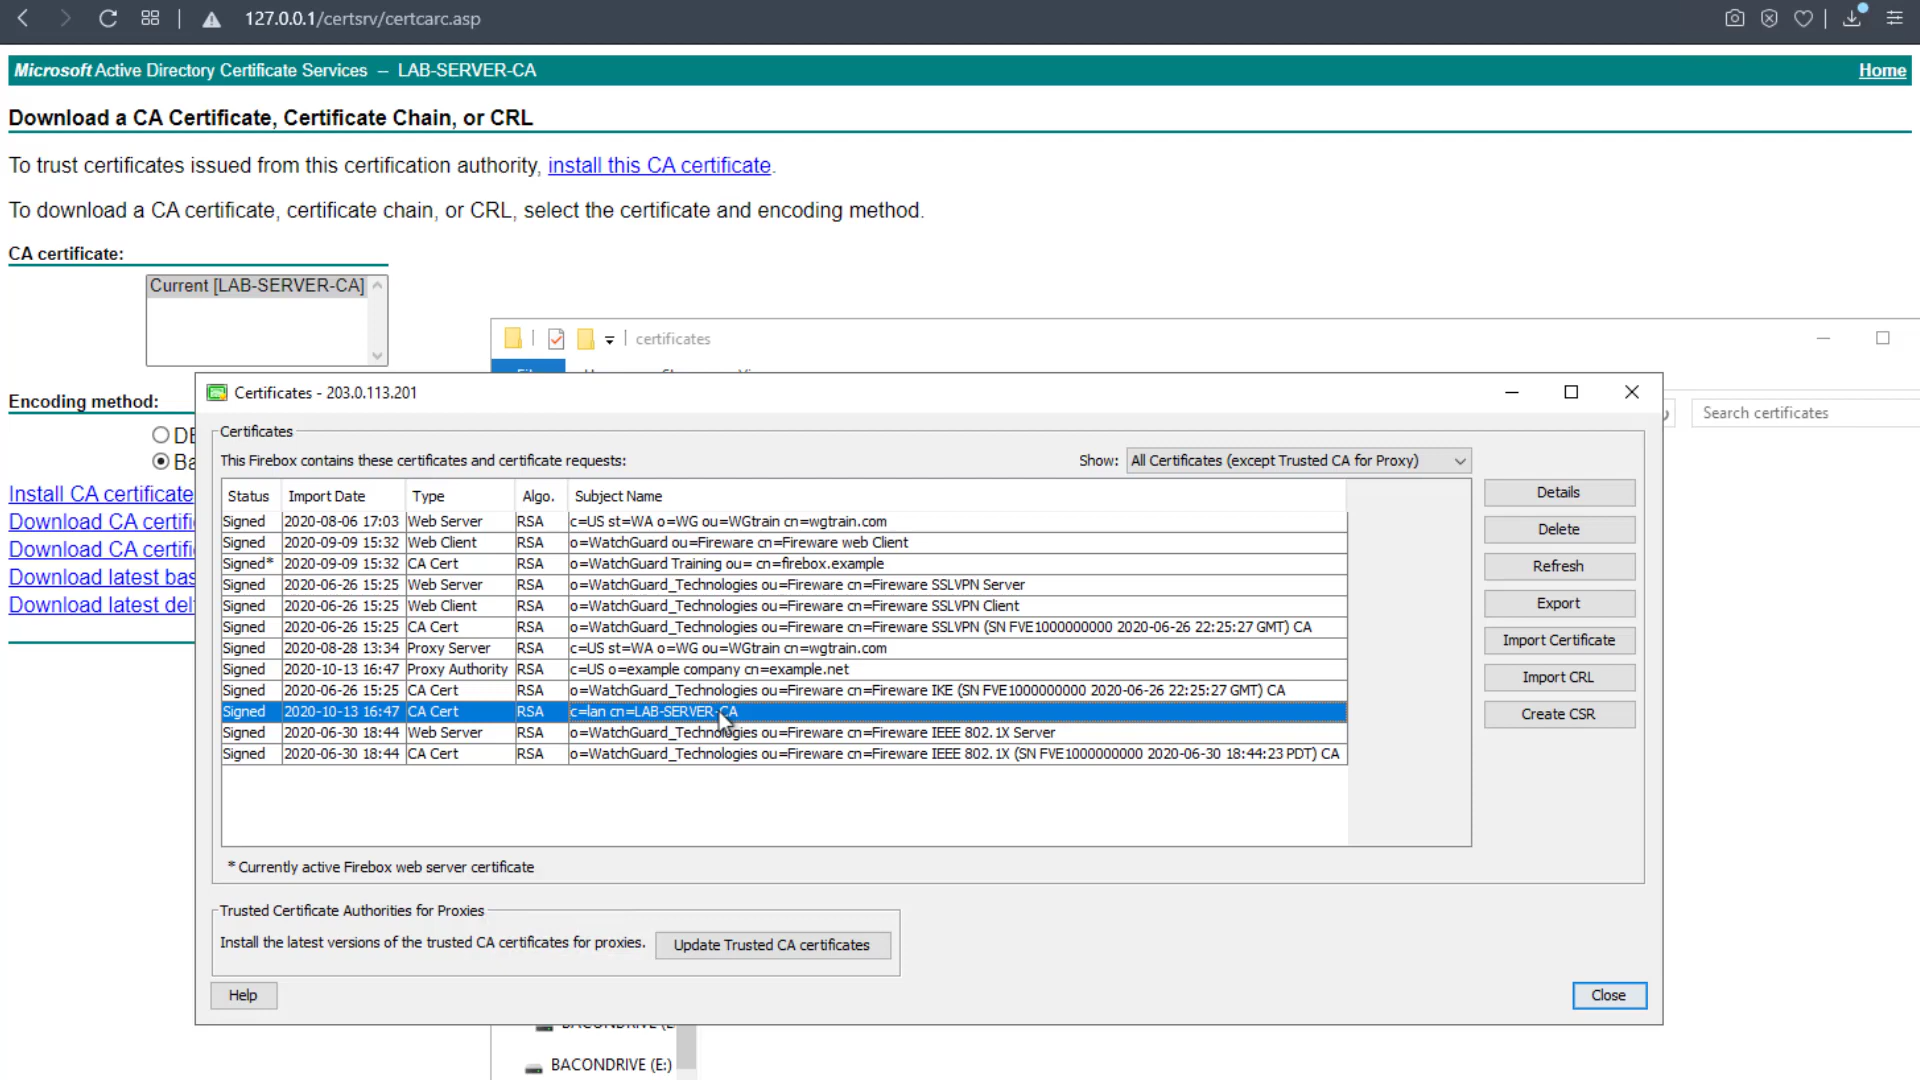 127.0.0.1/certsrv/certcarc.asp
Microsoft Active Directory Certificate Services -- LAB-SERVER-CA
Home
Download a CA Certificate, Certificate Chain, or CRL
To trust certificates issued from this certification authority, install this CA certificate.
To download a CA certificate, certificate chain, or CRL, select the certificate and encoding method.
CA certificate:
Current [LAB-SERVER-CA]
certificates
Encoding method:
Search certificates
Install CA certificate
Download CA
Download CA
Download latest
Download latest
Certificates - 203.0.113.201
Certificates
This Firebox contains these certificates and certificate requests:
Show: All Certificates (except Trusted CA for Proxy)
Status Import Date Type Algo. Subject Name
Signed 2020-08-06 17:03 Web Server RSA c=US st=WA o=WG ou=WGtrain cn=wgtrain.com
Signed 2020-09-09 15:32 Web Client RSA o=WatchGuard ou=Fireware cn=Fireware web Client
Signed* 2020-09-09 15:32 CA Cert RSA o=WatchGuard Training ou= cn=firebox.example
Signed 2020-06-26 15:25 Web Server RSA o=WatchGuard_Technologies ou=Fireware cn=Fireware SSLVPN Server
Signed 2020-06-26 15:25 Web Client RSA o=WatchGuard_Technologies ou=Fireware cn=Fireware SSLVPN Client
Signed 2020-06-26 15:25 CA Cert RSA o=WatchGuard_Technologies ou=Fireware cn=Fireware SSLVPN (SN FVE1000000000 2020-06-26 22:25:27 GMT) CA
Signed 2020-08-28 13:34 Proxy Server RSA c=US st=WA o=WG ou=WGtrain cn=wgtrain.com
Signed 2020-10-13 16:47 Proxy Authority RSA c=US o=example company cn=example.net
Signed 2020-06-26 15:25 CA Cert RSA o=WatchGuard_Technologies ou=Fireware cn=Fireware IKE (SN FVE1000000000 2020-06-26 22:25:27 GMT) CA
Signed 2020-10-13 16:47 CA Cert RSA c=lan cn=LAB-SERVER-CA
Signed 2020-06-30 18:44 Web Server RSA o=WatchGuard_Technologies ou=Fireware cn=Fireware IEEE 802.1X Server
Signed 2020-06-30 18:44 CA Cert RSA o=WatchGuard_Technologies ou=Fireware cn=Fireware IEEE 802.1X (SN FVE1000000000 2020-06-30 18:44:23 PDT) CA
Details
Delete
Refresh
Export
Import Certificate
Import CRL
Create CSR
* Currently active Firebox web server certificate
Trusted Certificate Authorities for Proxies
Install the latest versions of the trusted CA certificates for proxies.
Update Trusted CA certificates
Help
Close
BACONDRIVE (E:)